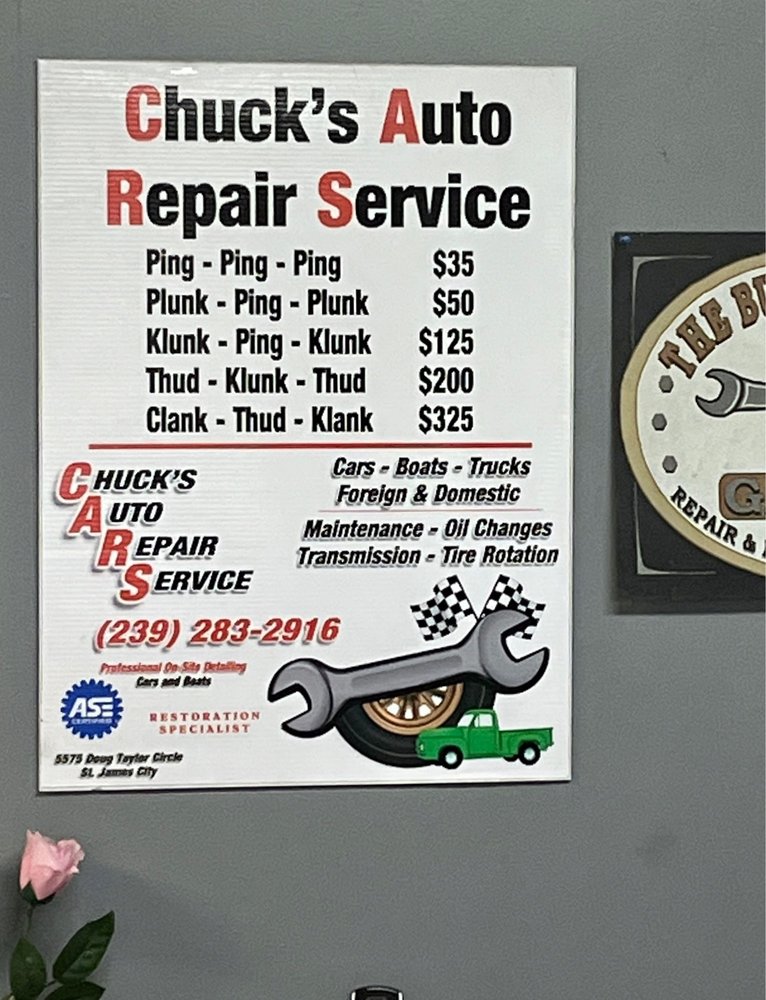 Chuck's Auto
Repair Service
Ping - Ping - Ping $35
Plunk - Ping - Plunk $50
Klunk - Ping - Klunk $125
Thud - Klunk - Thud $200
Clank - Thud - Klank $325
CHUCK'S
AUTO
REPAIR
SERVICE
Cars - Boats - Trucks
Foreign & Domestic
Maintenance - Oil Changes
Transmission - Tire Rotation
(239) 283-2916
Professional On-Site Detailing
Cars and Boats
ASE
CERTIFIED
RESTORATION
SPECIALIST
5575 Doug Taylor Circle
St. James City
THE
REPAIR &